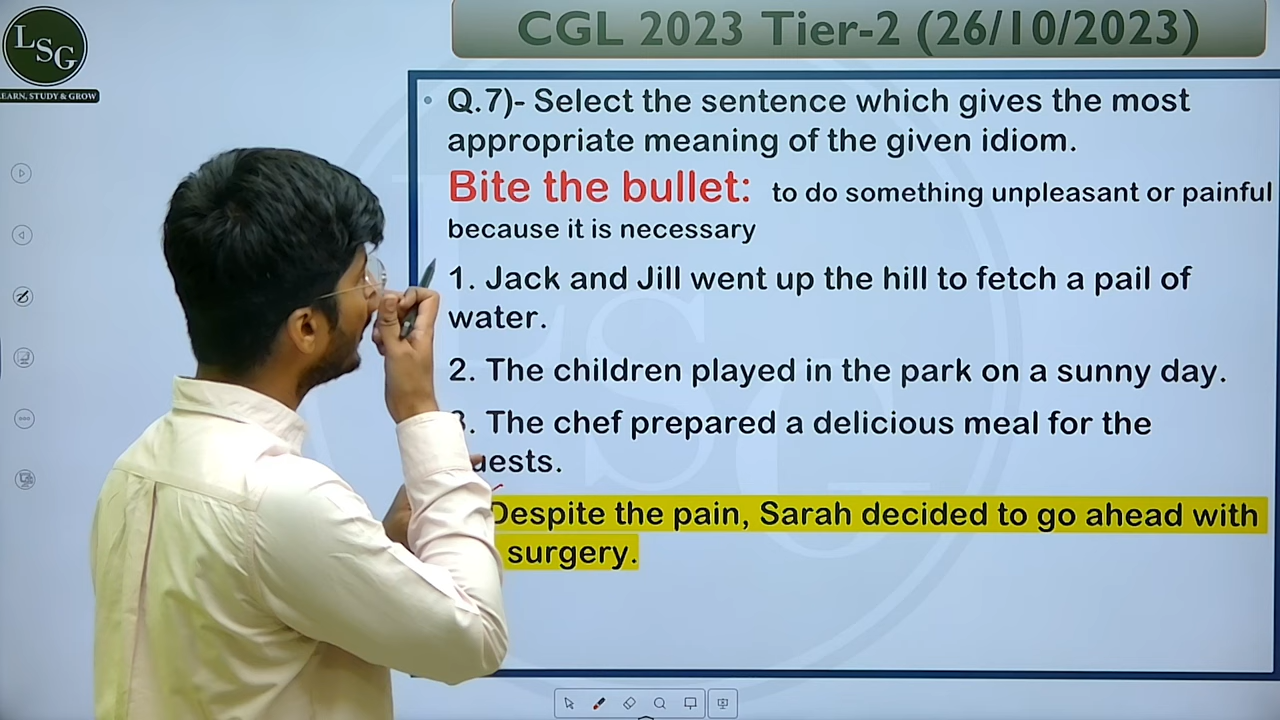 LSG
LEARN, STUDY & GROW
CGL 2023 Tier-2 (26/10/2023)
• Q.7)- Select the sentence which gives the most
appropriate meaning of the given idiom.
Bite the bullet: to do something unpleasant or painful
because it is necessary
1. Jack and Jill went up the hill to fetch a pail of
water.
2. The children played in the park on a sunny day.
3. The chef prepared a delicious meal for the
uests.
Despite the pain, Sarah decided to go ahead with
surgery.